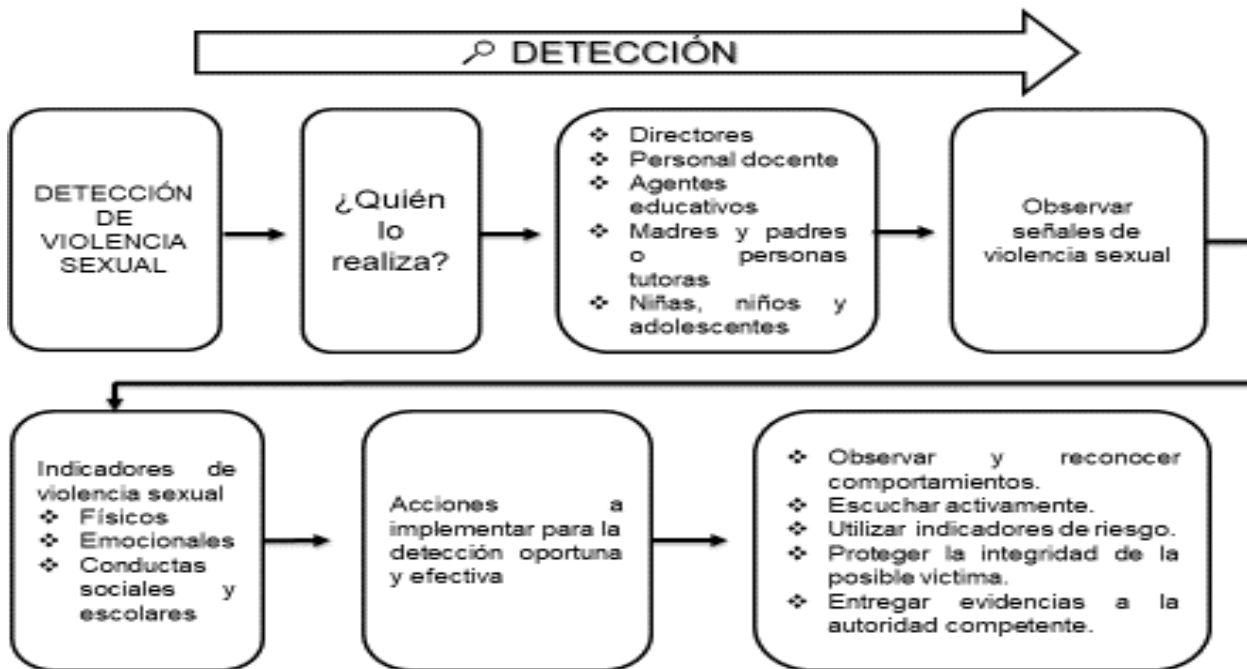 DETECCIÓN
DETECCIÓN
DE
VIOLENCIA
SEXUAL
¿Quién
lo
realiza?
❖ Directores
❖ Personal docente
❖ Agentes
educativos
❖ Madres y padres
o personas
tutoras
❖ Niñas, niños y
adolescentes
Observar
señales de
violencia sexual
Indicadores de
violencia sexual
❖ Físicos
❖ Emocionales
❖ Conductas
sociales y
escolares
Acciones a
implementar para la
detección oportuna
y efectiva
❖ Observar y reconocer
comportamientos.
❖ Escuchar activamente.
❖ Utilizar indicadores de riesgo.
❖ Proteger la integridad de la
posible victima.
❖ Entregar evidencias a la
autoridad competente.